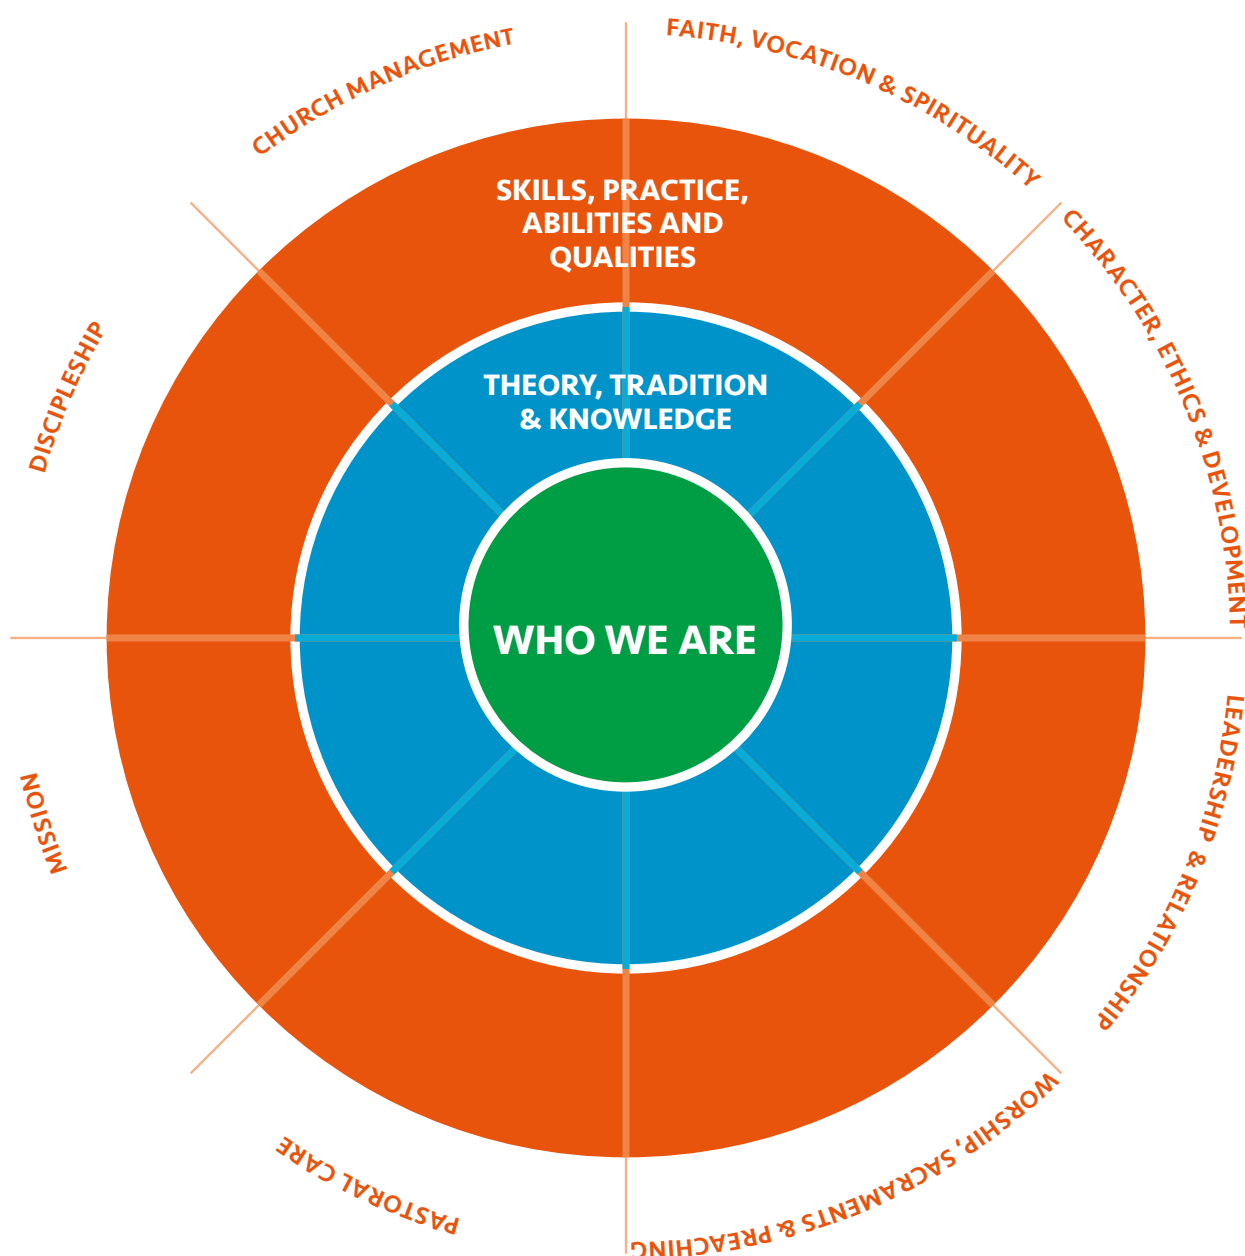 FAITH, VOCATION & SPIRITUALITY
CHARACTER, ETHICS & DEVELOPMENT
LEADERSHIP & RELATIONSHIP
WORSHIP, SACRAMENTS & PREACHING
PASTORAL CARE
MISSION
DISCIPLESHIP
CHURCH MANAGEMENT
SKILLS, PRACTICE,
ABILITIES AND
QUALITIES
THEORY, TRADITION
& KNOWLEDGE
WHO WE ARE